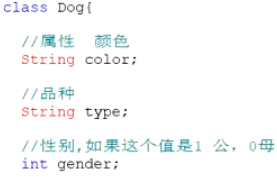 class Dog{
//属性 颜色
String color;
//品种
String type;
//性别,如果这个值是1 公，0母
int gender;